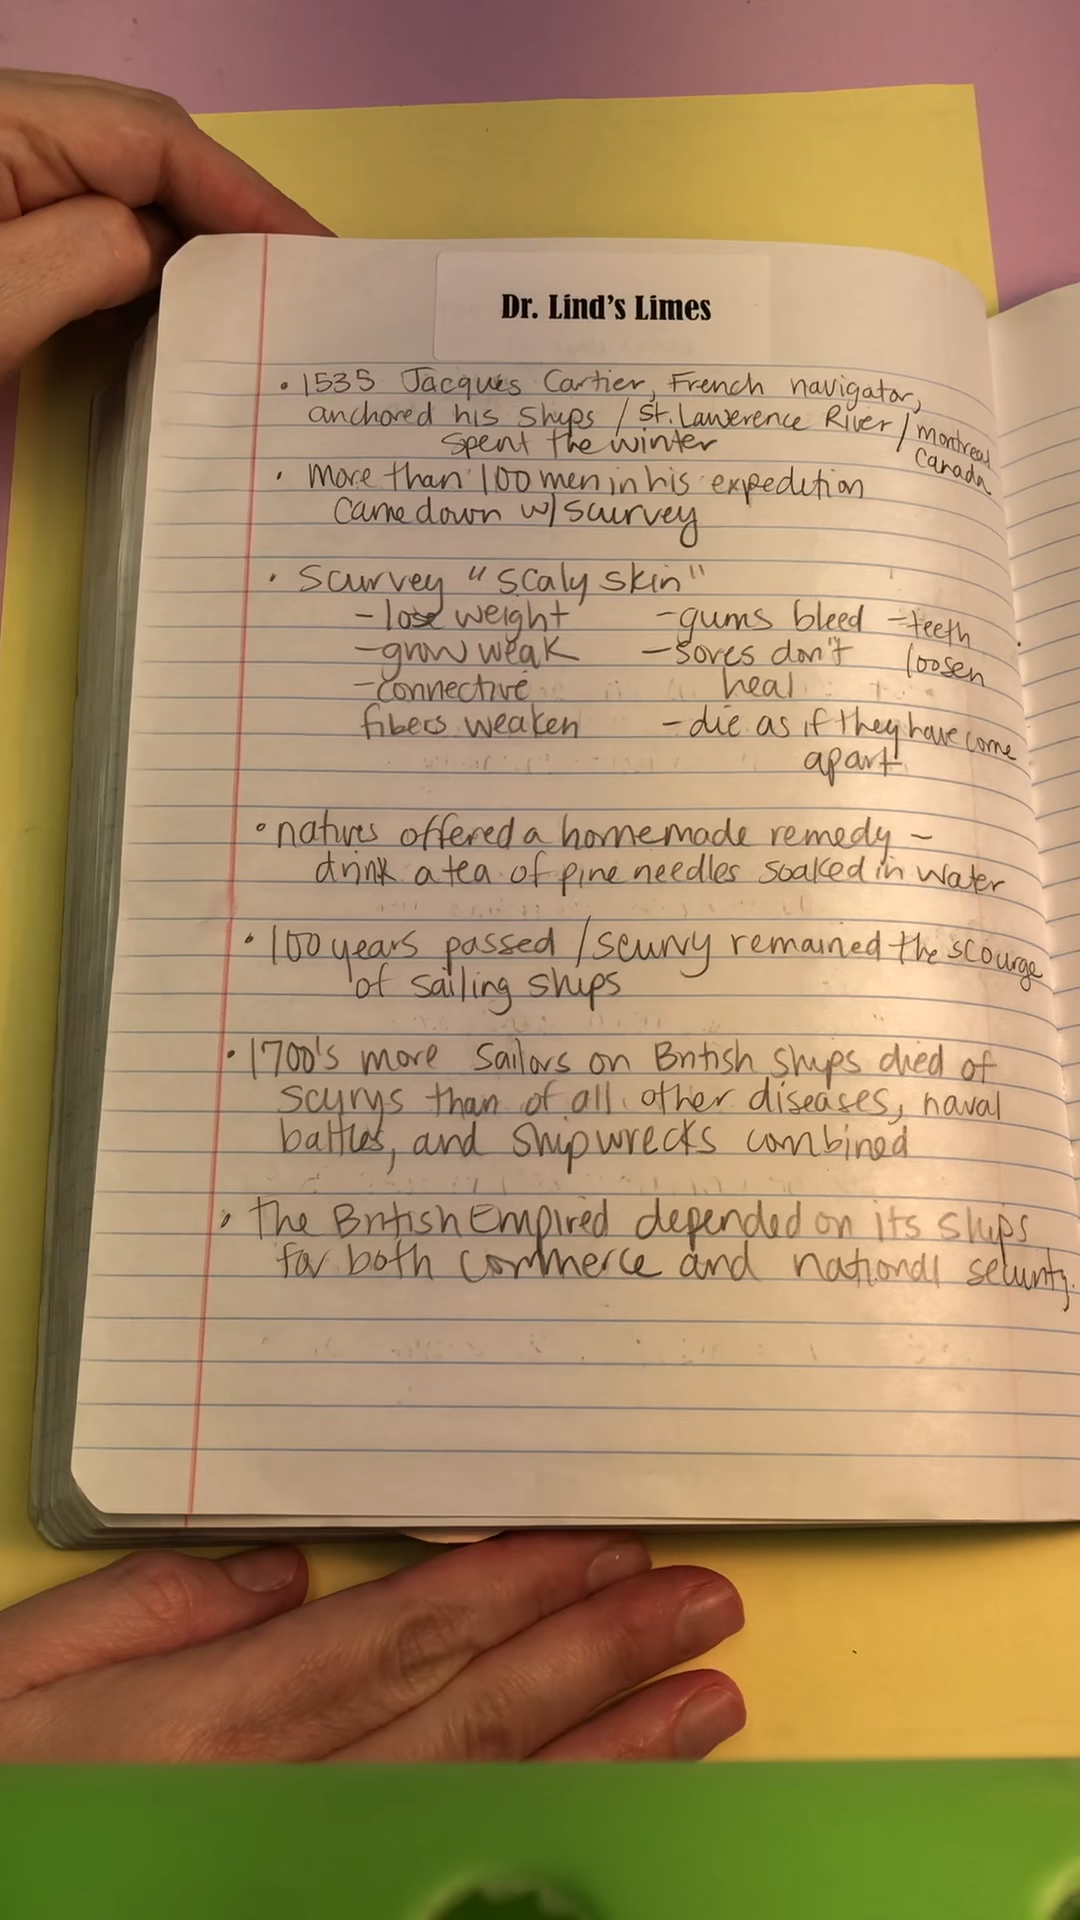 Dr. Lind's Limes
• 1535 Jacques Cartier, French navigator,
anchored his ships / St. Lawerence River / montreal
spent the winter Canada
• more than 100 men in his expedition
came down w/ scurvey
• scurvey "scaly skin"
- lose weight - gums bleed - teeth
- grow weak - sores don't loosen
- connective heal
fibers weaken - die as if they have come
apart
• natives offered a homemade remedy -
drink a tea of pine needles soaked in water
• 100 years passed / scurvy remained the scourge
of sailing ships
• 1700's more sailors on British ships died of
scurvys than of all other diseases, naval
battles, and shipwrecks combined
• the British Empired depended on its ships
for both commerce and national security.